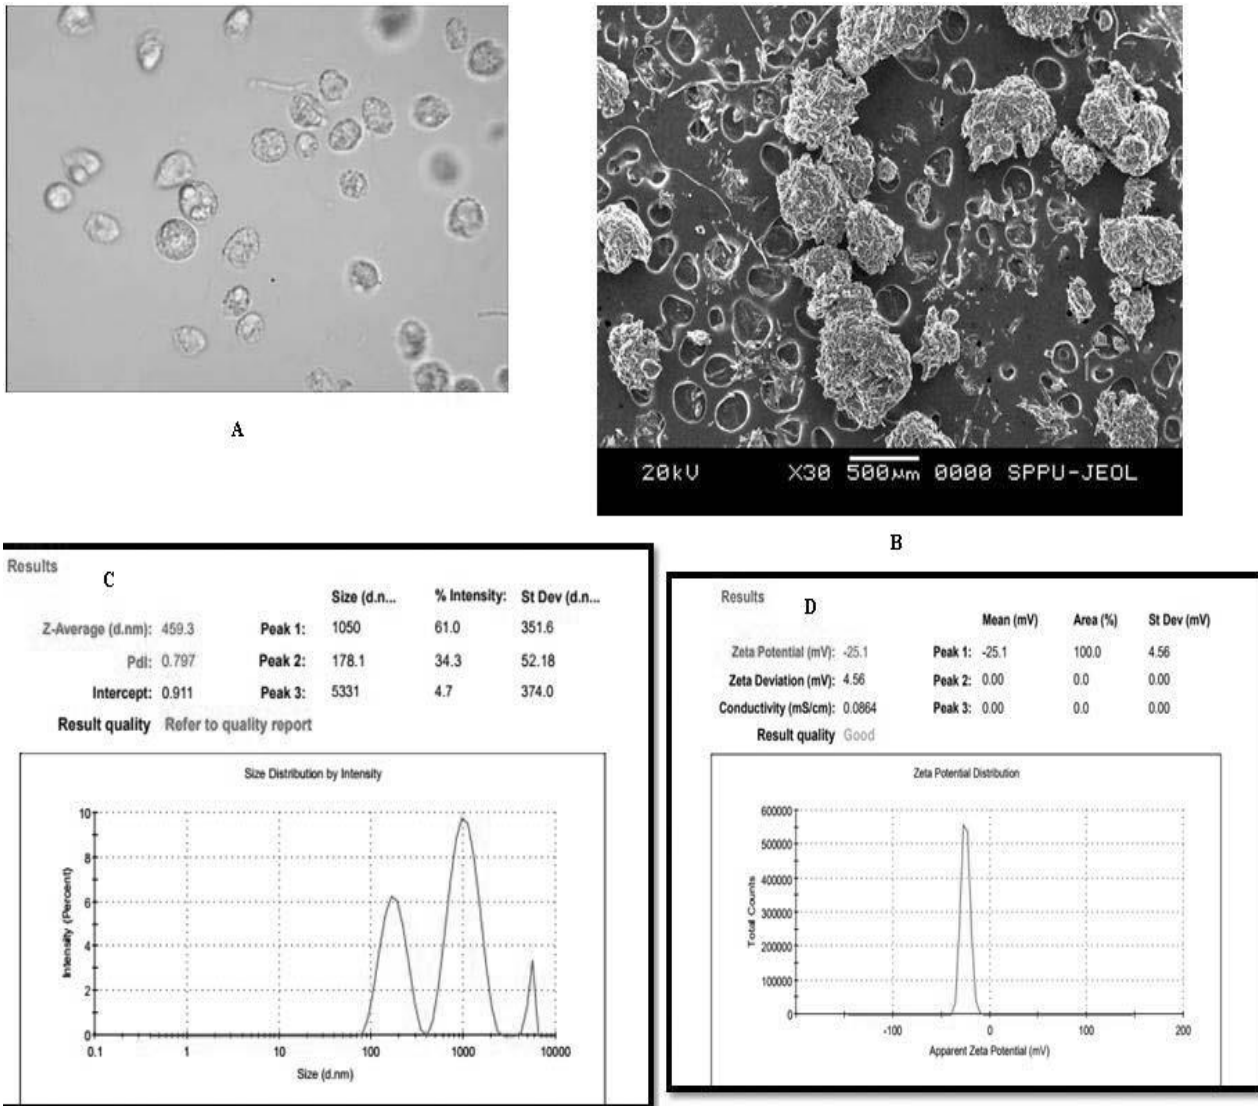 A
20kV X30 500µm 0000 SPPU-JEOL
B
Results
C
Size (d.n... % Intensity: St Dev (d.n...
Z-Average (d.nm): 459.3 Peak 1: 1050 61.0 351.6
PdI: 0.797 Peak 2: 178.1 34.3 52.18
Intercept: 0.911 Peak 3: 5331 4.7 374.0
Result quality Refer to quality report
Size Distribution by Intensity
Intensity (Percent)
10
8
6
4
2
0
0.1 1 10 100 1000 10000
Size (d.nm)
Results
D
Mean (mV) Area (%) St Dev (mV)
Zeta Potential (mV): -25.1 Peak 1: -25.1 100.0 4.56
Zeta Deviation (mV): 4.56 Peak 2: 0.00 0.0 0.00
Conductivity (mS/cm): 0.0864 Peak 3: 0.00 0.0 0.00
Result quality Good
Zeta Potential Distribution
Total Counts
600000
500000
400000
300000
200000
100000
0
-100 0 100 200
Apparent Zeta Potential (mV)